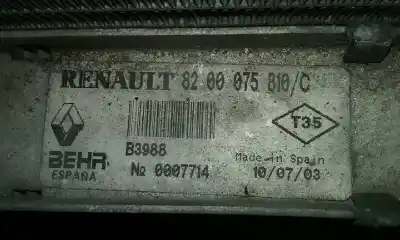 RENAULT 82 00 075 810/C
T35
B3988
BEHR
ESPAÑA
№ 0007714
Made in Spain
10/07/03